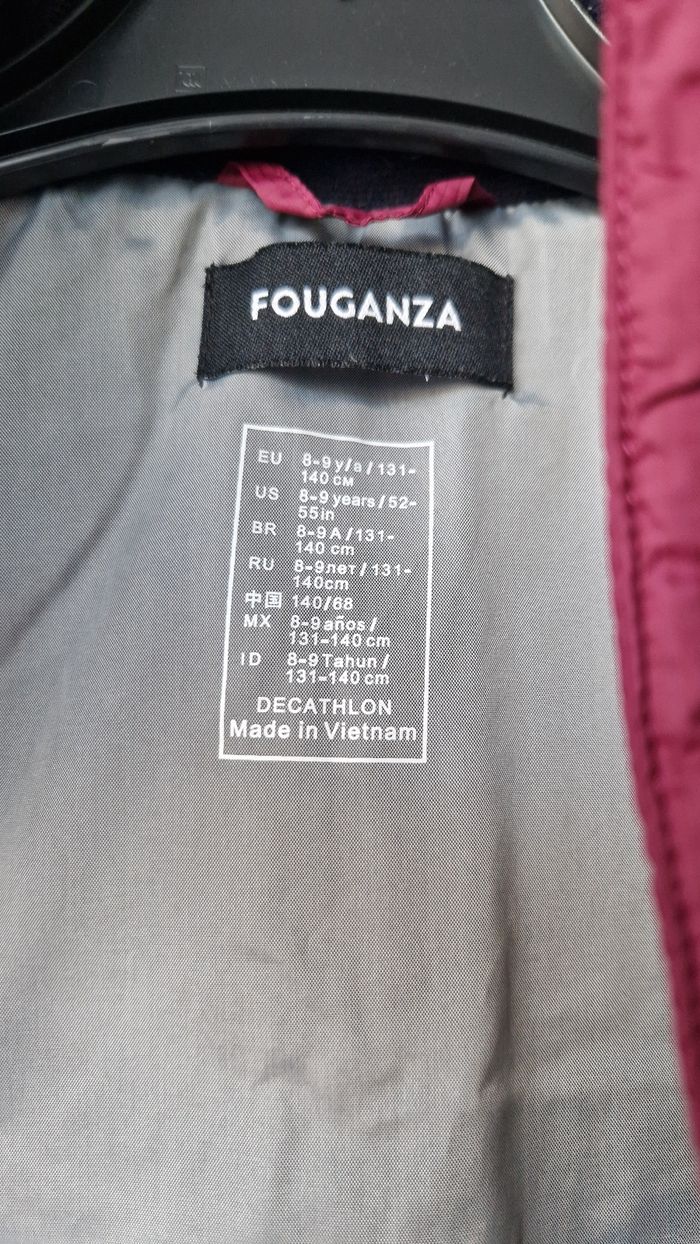 FOUGANZA
EU 8-9y/a/131-
140 CM
US 8-9 years/52-
55in
BR 8-9 A/131-
140 cm
RU 8-9лет/131-
140cm
中国 140/68
MX 8-9 años/
131-140 cm
ID 8-9 Tahun/
131-140 cm
DECATHLON
Made in Vietnam